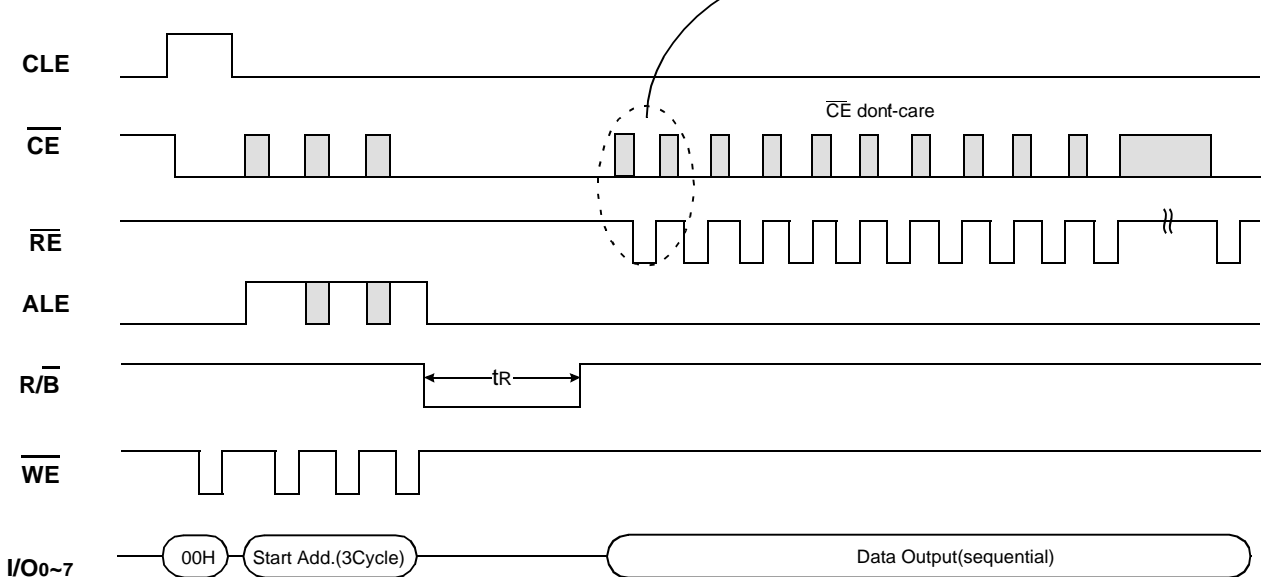 CLE
CE dont-care
CE
RE
ALE
R/B
tR
WE
I/O0~7
00H
Start Add.(3Cycle)
Data Output(sequential)